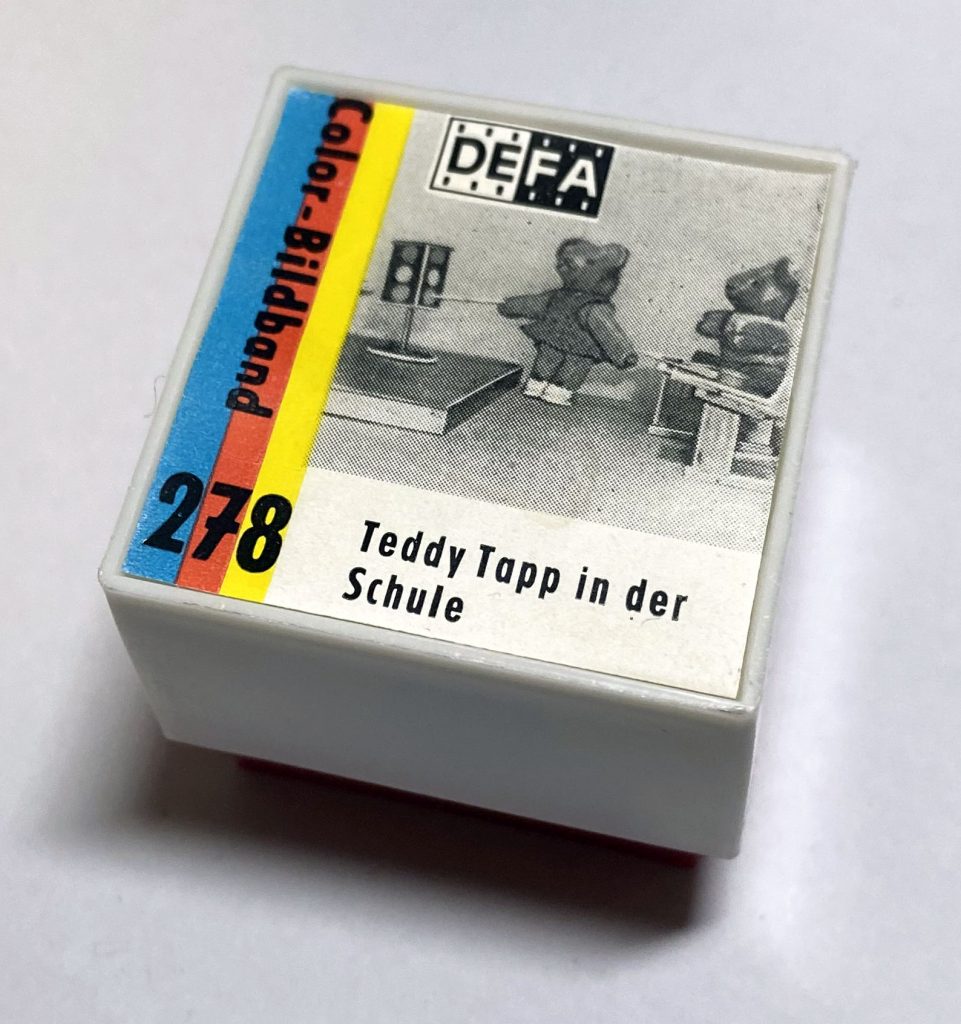 DEFA
Color-Bildband
278
Teddy Tapp in der
Schule